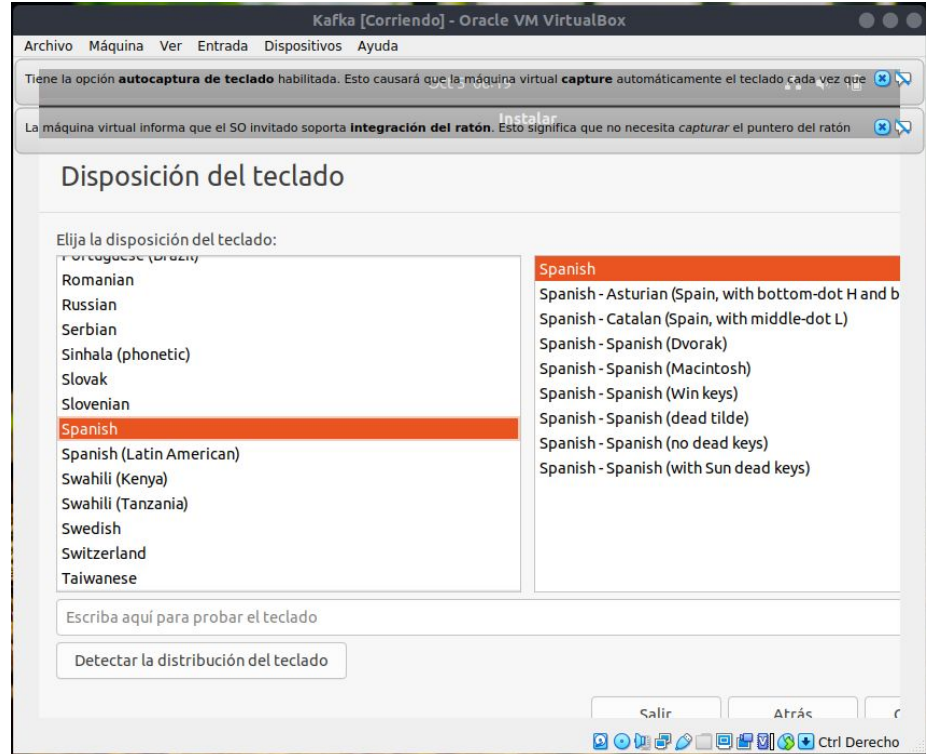 Kafka [Corriendo] - Oracle VM VirtualBox
Archivo Máquina Ver Entrada Dispositivos Ayuda
Tiene la opción autocaptura de teclado habilitada. Esto causará que la máquina virtual capture automáticamente el teclado cada vez que
Instalar
La máquina virtual informa que el SO invitado soporta integración del ratón. Esto significa que no necesita capturar el puntero del ratón
Disposición del teclado
Elija la disposición del teclado:
Portuguese (Brazil)
Romanian
Russian
Serbian
Sinhala (phonetic)
Slovak
Slovenian
Spanish
Spanish (Latin American)
Swahili (Kenya)
Swahili (Tanzania)
Swedish
Switzerland
Taiwanese
Spanish
Spanish - Asturian (Spain, with bottom-dot H and b
Spanish - Catalan (Spain, with middle-dot L)
Spanish - Spanish (Dvorak)
Spanish - Spanish (Macintosh)
Spanish - Spanish (Win keys)
Spanish - Spanish (dead tilde)
Spanish - Spanish (no dead keys)
Spanish - Spanish (with Sun dead keys)
Escriba aquí para probar el teclado
Detectar la distribución del teclado
Salir Atrás
Ctrl Derecho